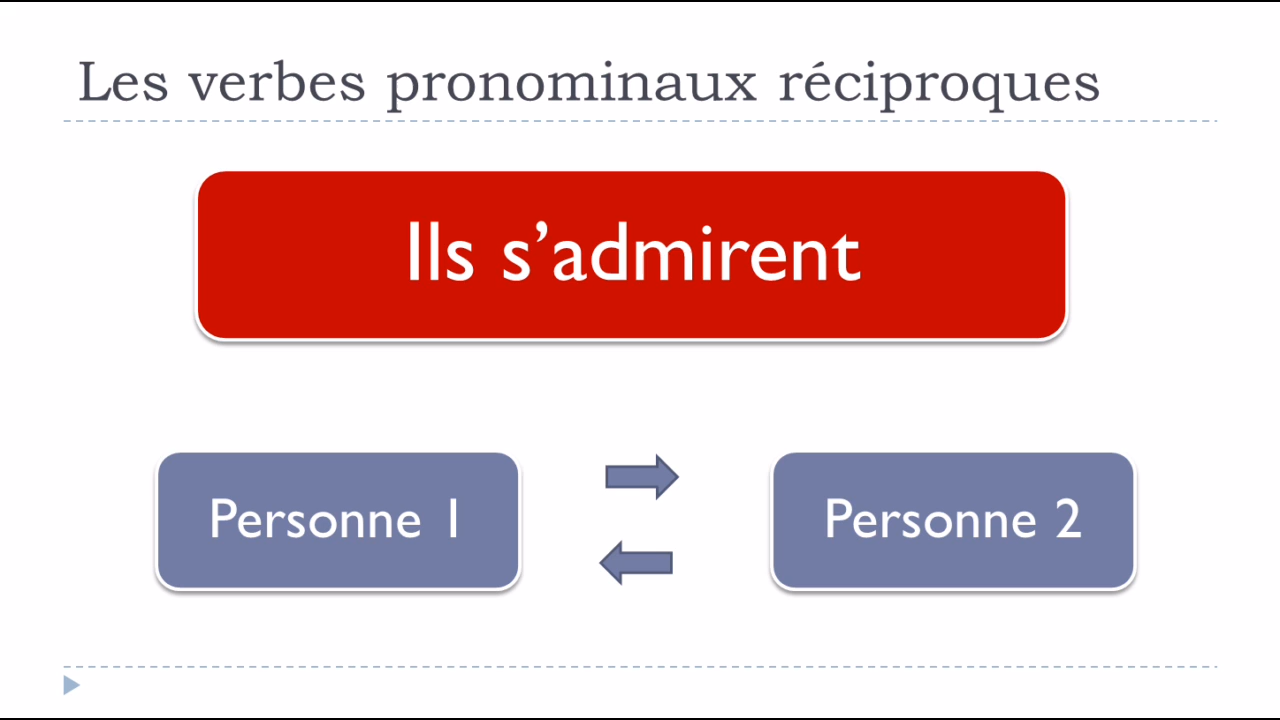 Les verbes pronominaux réciproques
Ils s’admirent
Personne 1
Personne 2